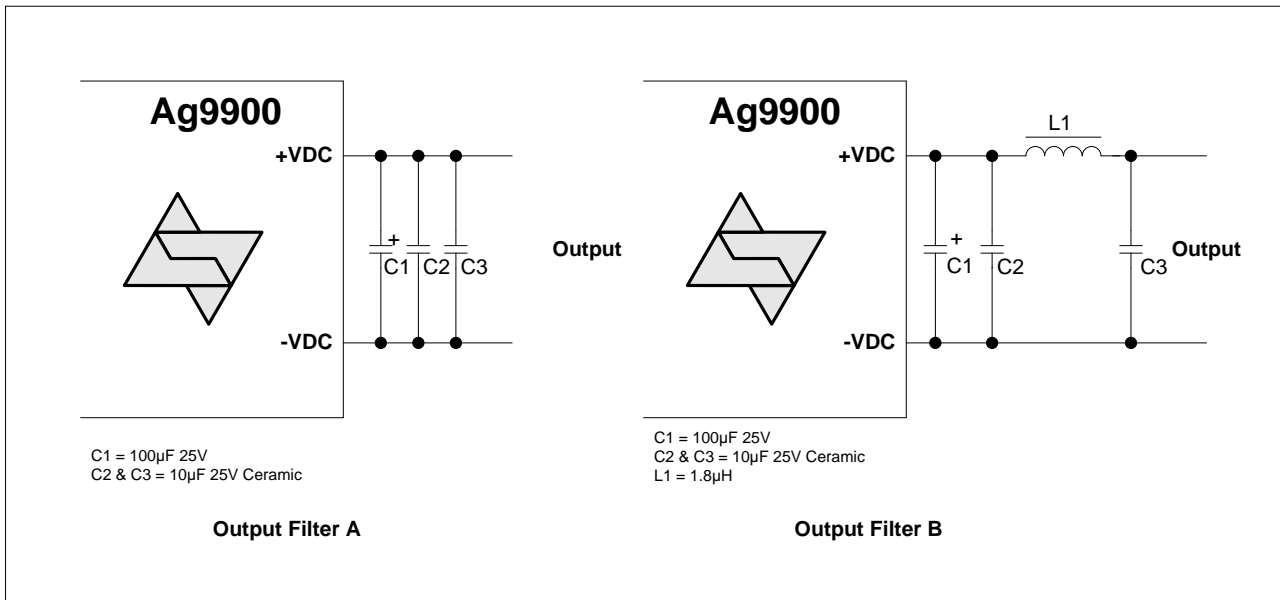 Ag9900
+VDC
+
C1 C2 C3
Output
-VDC
C1 = 100µF 25V
C2 & C3 = 10µF 25V Ceramic
Output Filter A
Ag9900
L1
+VDC
+
C1 C2 C3
Output
-VDC
C1 = 100µF 25V
C2 & C3 = 10µF 25V Ceramic
L1 = 1.8µH
Output Filter B